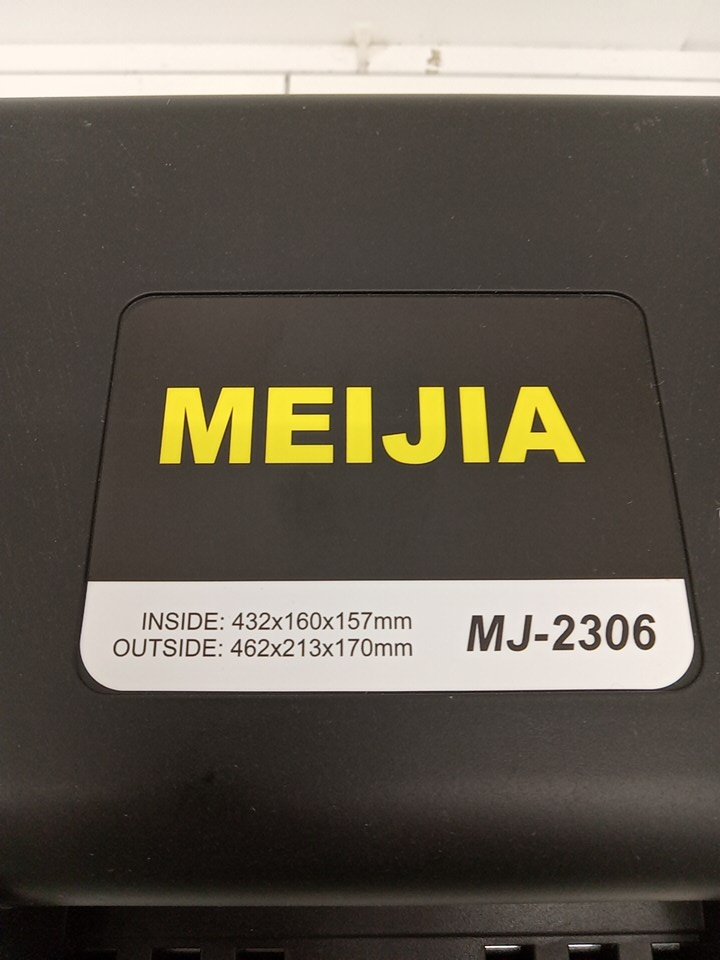 MEIJIA
INSIDE: 432x160x157mm
OUTSIDE: 462x213x170mm
MJ-2306